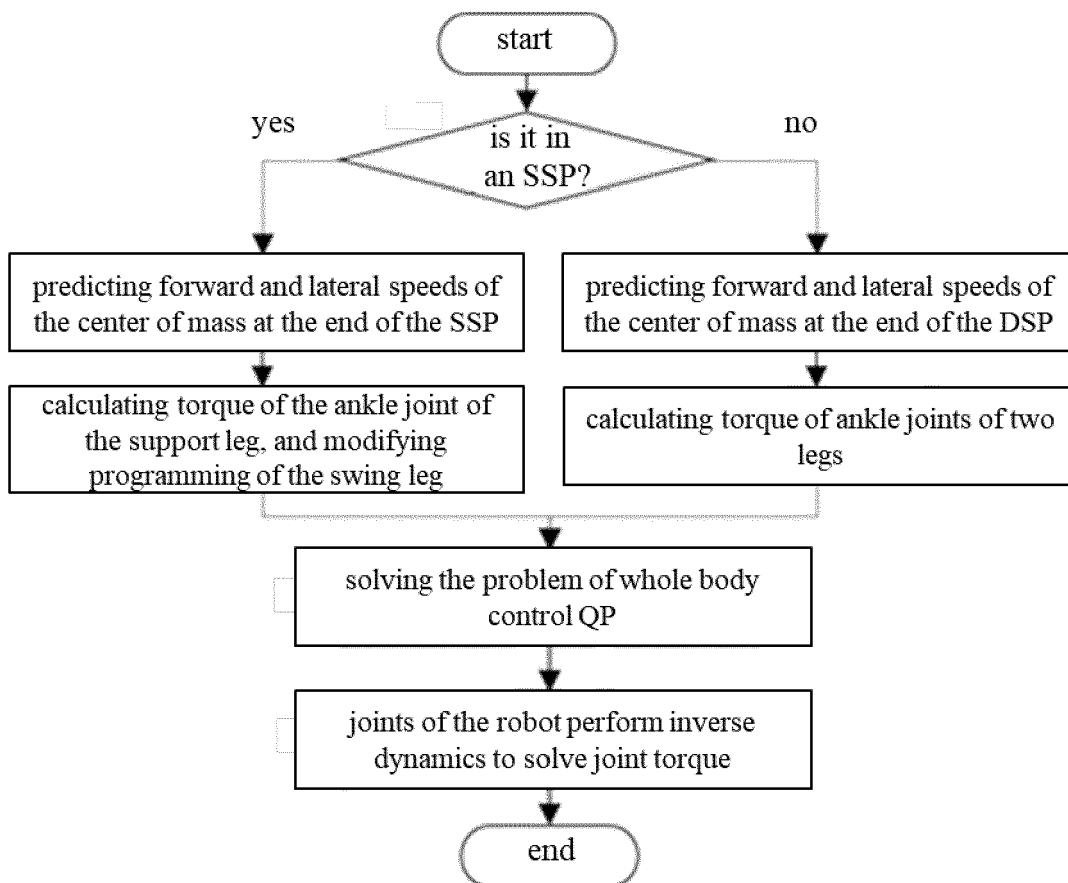 start
yes
no
is it in
an SSP?
predicting forward and lateral speeds of
the center of mass at the end of the SSP
predicting forward and lateral speeds of
the center of mass at the end of the DSP
calculating torque of the ankle joint of
the support leg, and modifying
programming of the swing leg
calculating torque of ankle joints of two
legs
solving the problem of whole body
control QP
joints of the robot perform inverse
dynamics to solve joint torque
end